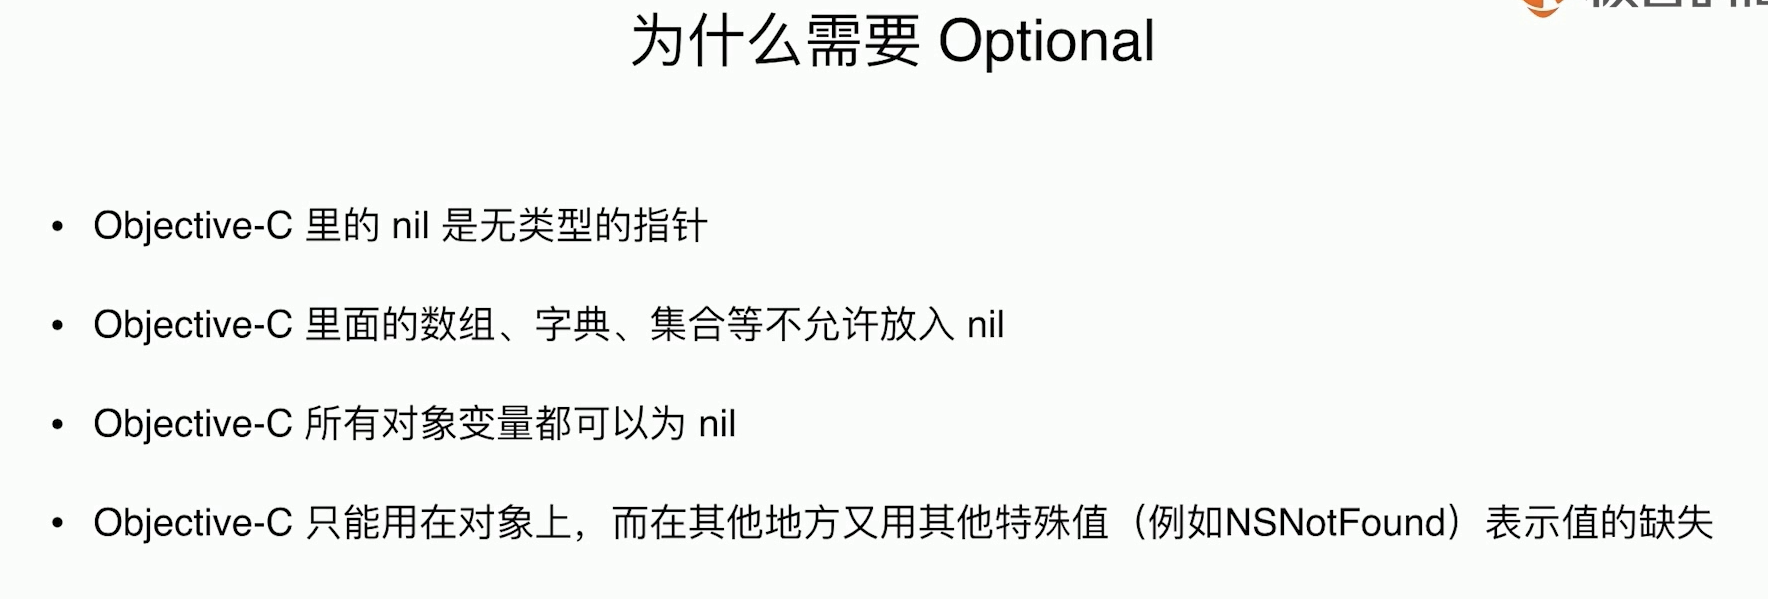 为什么需要 Optional
• Objective-C 里的 nil 是无类型的指针
• Objective-C 里面的数组、字典、集合等不允许放入 nil
• Objective-C 所有对象变量都可以为 nil
• Objective-C 只能用在对象上，而在其他地方又用其他特殊值（例如NSNotFound）表示值的缺失